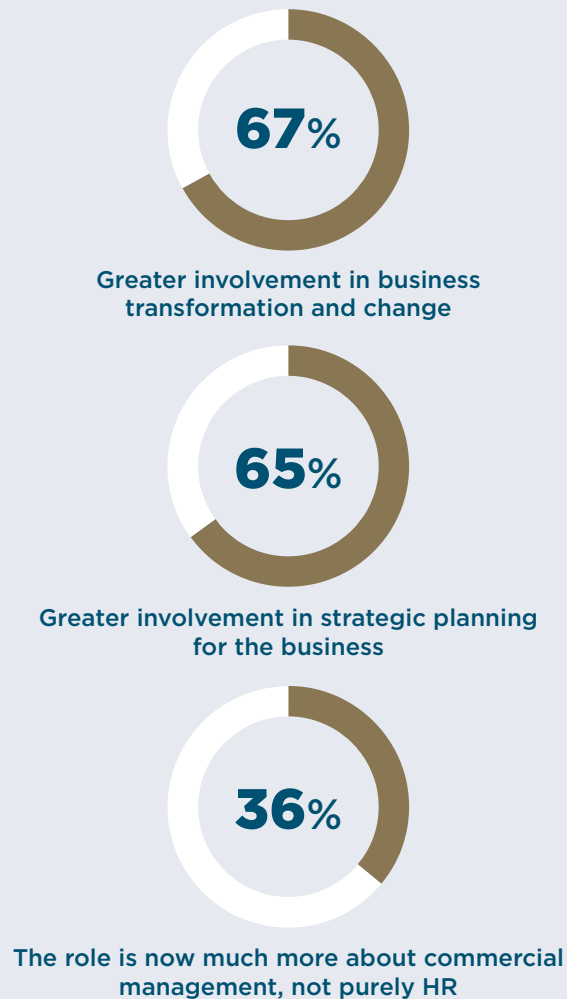 67%
Greater involvement in business
transformation and change
65%
Greater involvement in strategic planning
for the business
36%
The role is now much more about commercial
management, not purely HR